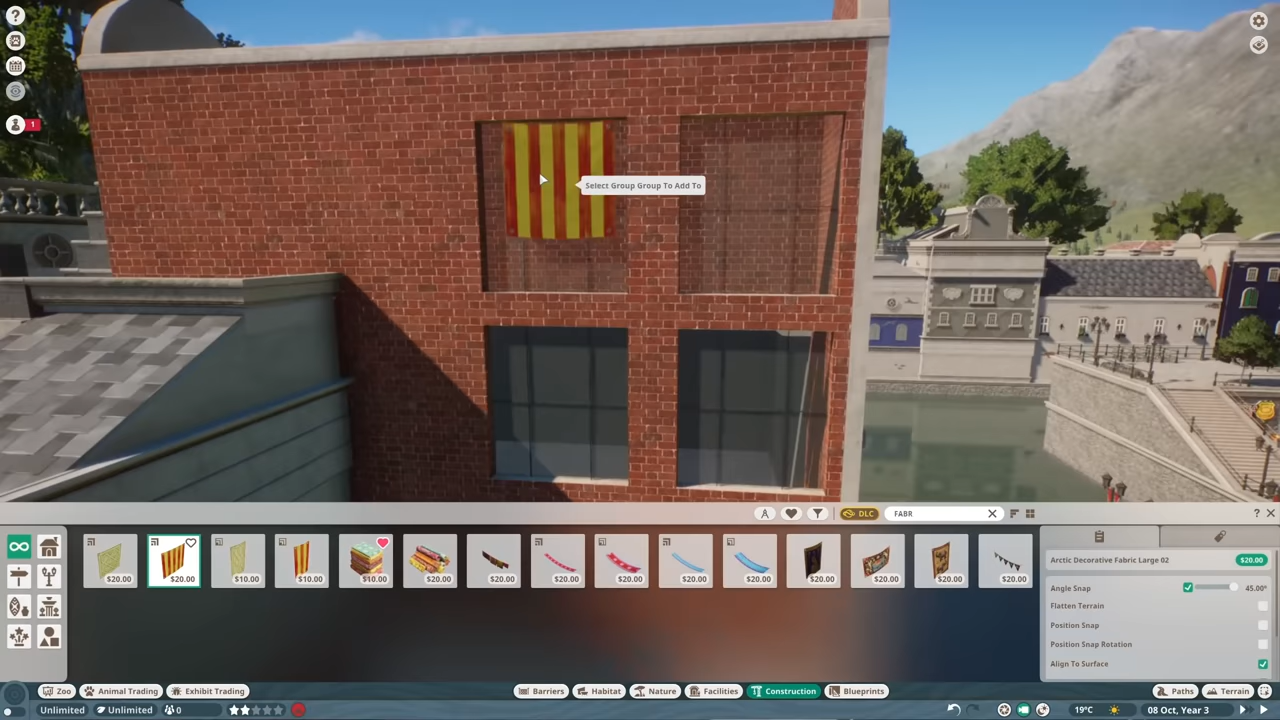 ?
1
Select Group Group To Add To
DLC
FABR
?
$20.00
$20.00
$10.00
$10.00
$10.00
$20.00
$20.00
$20.00
$20.00
$20.00
$20.00
$20.00
$20.00
$20.00
$20.00
Arctic Decorative Fabric Large 02
$20.00
Angle Snap
45.00°
Flatten Terrain
Position Snap
Position Snap Rotation
Align To Surface
Zoo
Animal Trading
Exhibit Trading
Barriers
Habitat
Nature
Facilities
Construction
Blueprints
Paths
Terrain
Unlimited
Unlimited
0
19°C
08 Oct, Year 3